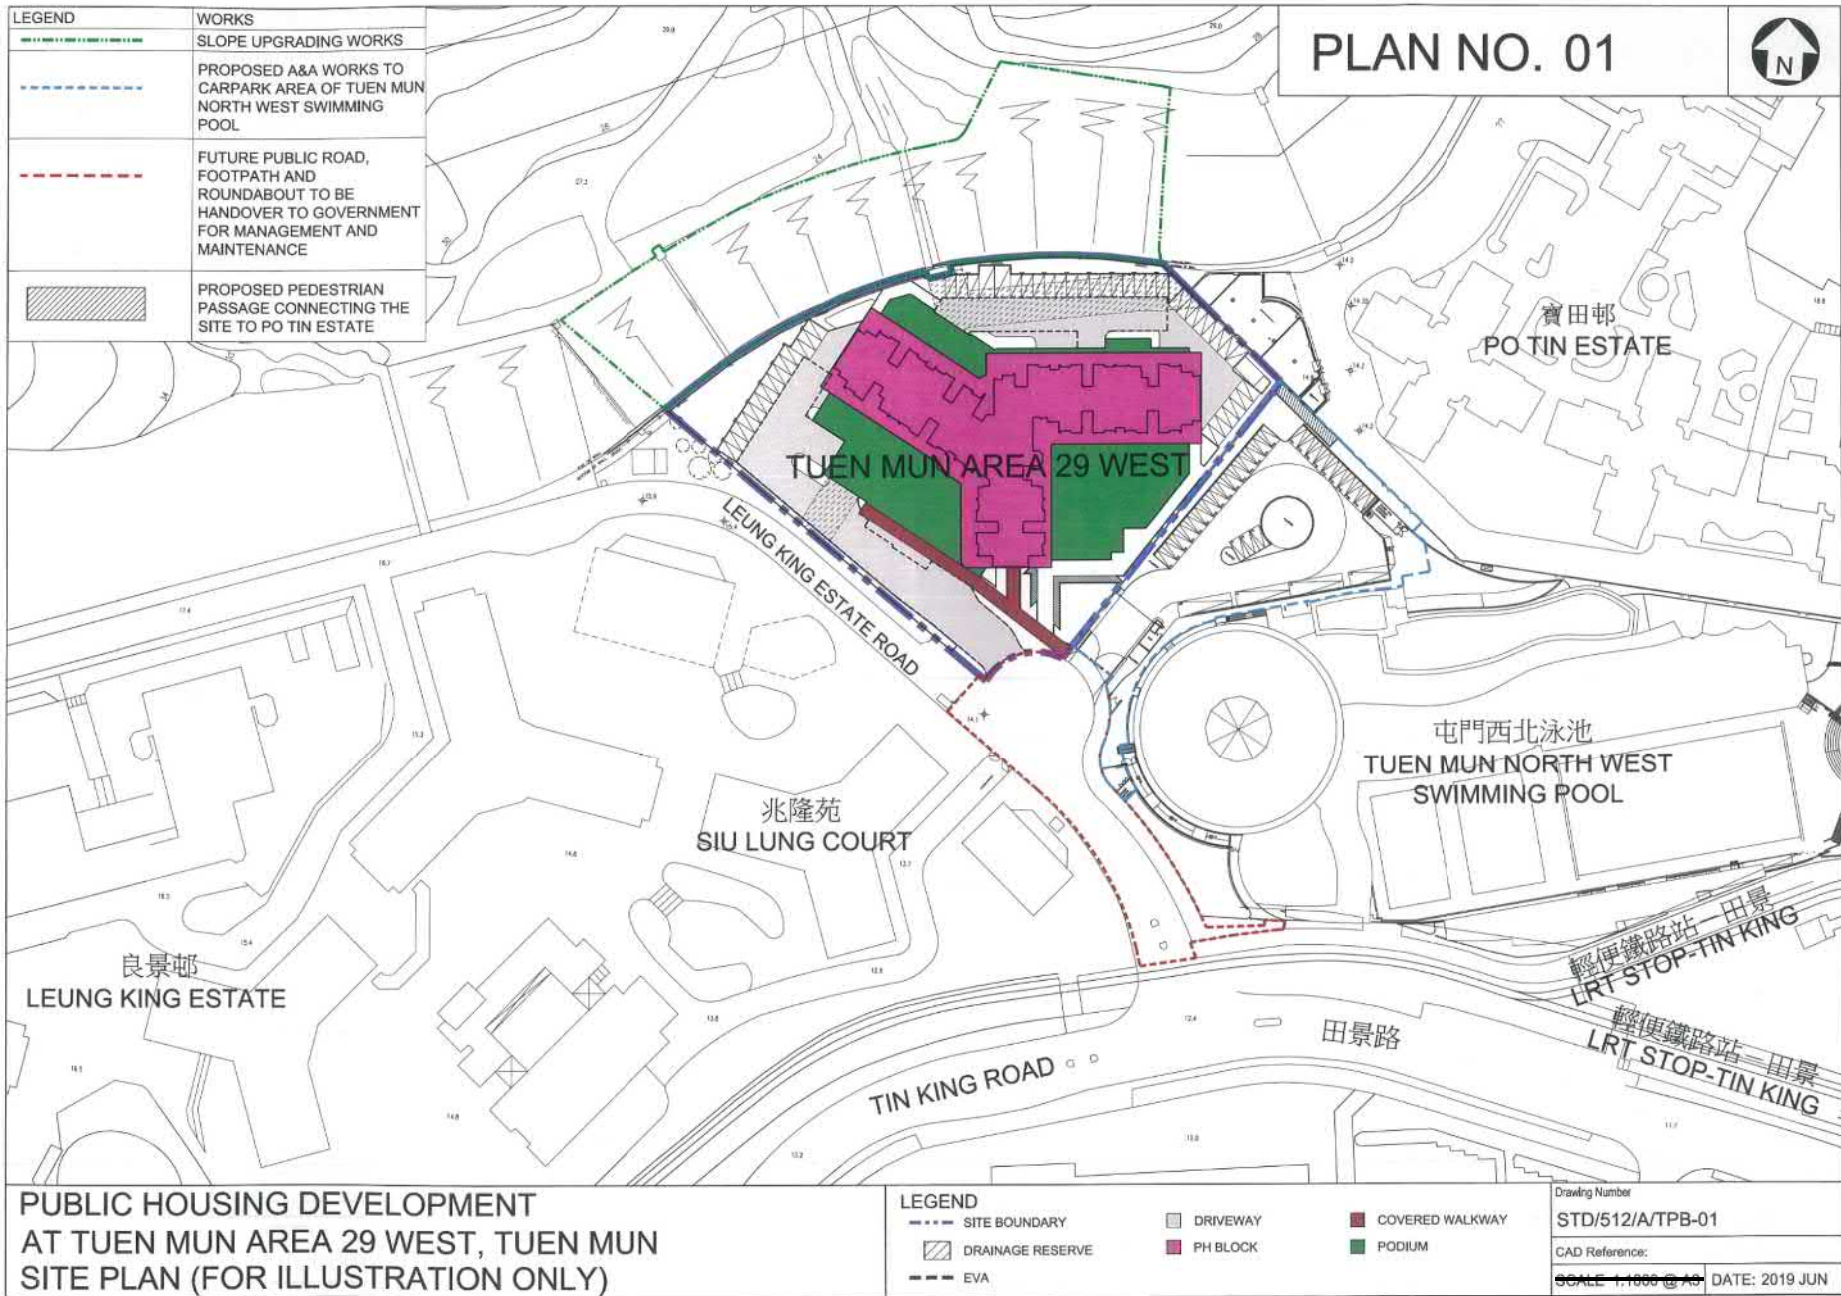 LEGEND
WORKS
SLOPE UPGRADING WORKS
PROPOSED A&A WORKS TO
CARPARK AREA OF TUEN MUN
NORTH WEST SWIMMING
POOL
FUTURE PUBLIC ROAD,
FOOTPATH AND
ROUNDABOUT TO BE
HANDOVER TO GOVERNMENT
FOR MANAGEMENT AND
MAINTENANCE
PROPOSED PEDESTRIAN
PASSAGE CONNECTING THE
SITE TO PO TIN ESTATE
PLAN NO. 01
N
寶田邨
PO TIN ESTATE
TUEN MUN AREA 29 WEST
LEUNG KING ESTATE ROAD
屯門西北泳池
TUEN MUN NORTH WEST
SWIMMING POOL
兆隆苑
SIU LUNG COURT
良景邨
LEUNG KING ESTATE
輕便鐵路站－田景
LRT STOP-TIN KING
輕便鐵路站－田景
LRT STOP-TIN KING
田景路
TIN KING ROAD
PUBLIC HOUSING DEVELOPMENT
AT TUEN MUN AREA 29 WEST, TUEN MUN
SITE PLAN (FOR ILLUSTRATION ONLY)
LEGEND
SITE BOUNDARY
DRIVEWAY
COVERED WALKWAY
DRAINAGE RESERVE
PH BLOCK
PODIUM
EVA
Drawing Number
STD/512/A/TPB-01
CAD Reference:
SCALE 1:1000 @ A3
DATE: 2019 JUN